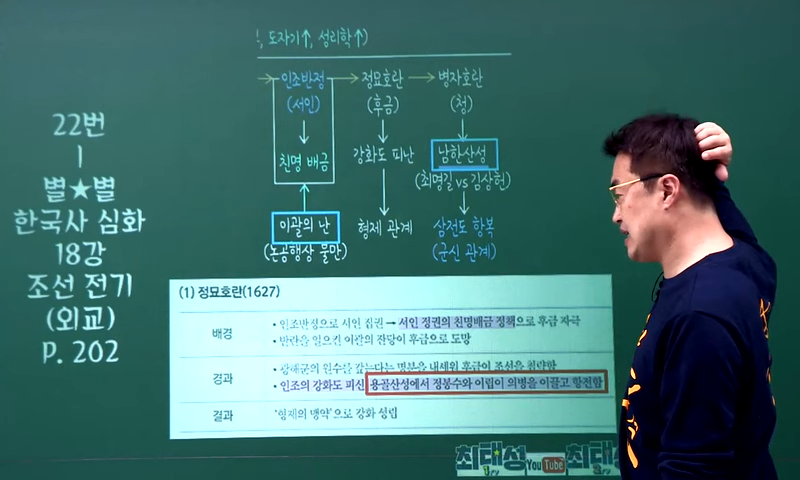 , 도자기↑, 성리학↑)
→ 인조반정 → 정묘호란 → 병자호란
(서인) (후금) (청)
친명 배금 강화도 피난 남한산성
(최명길 vs 김상헌)
이괄의 난 형제 관계 삼전도 항복
(논공행상 불만) (군신 관계)
22번
별★별
한국사 심화
18강
조선 전기
(외교)
P. 202
(1) 정묘호란(1627)
배경
• 인조반정으로 서인 집권 → 서인 정권의 친명배금 정책으로 후금 자극
• 반란을 일으킨 이괄의 잔당이 후금으로 도망
경과
• 광해군의 원수를 갚는다는 명분을 내세워 후금이 조선을 침략함
• 인조의 강화도 피신, 용골산성에서 정봉수와 이립이 의병을 이끌고 항전함
결과
'형제의 맹약'으로 강화 성립
최태성 YouTube 최태성